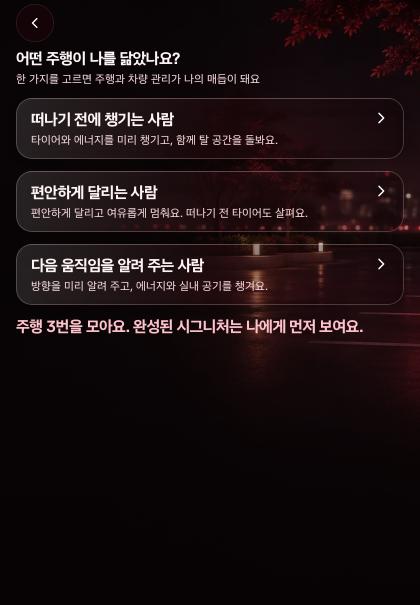 어떤 주행이 나를 닮았나요?
한 가지를 고르면 주행과 차량 관리가 나의 매듭이 돼요
떠나기 전에 챙기는 사람
타이어와 에너지를 미리 챙기고, 함께 탈 공간을 돌봐요.
편안하게 달리는 사람
편안하게 달리고 여유롭게 멈춰요. 떠나기 전 타이어도 살펴요.
다음 움직임을 알려 주는 사람
방향을 미리 알려 주고, 에너지와 실내 공기를 챙겨요.
주행 3번을 모아요. 완성된 시그니처는 나에게 먼저 보여요.